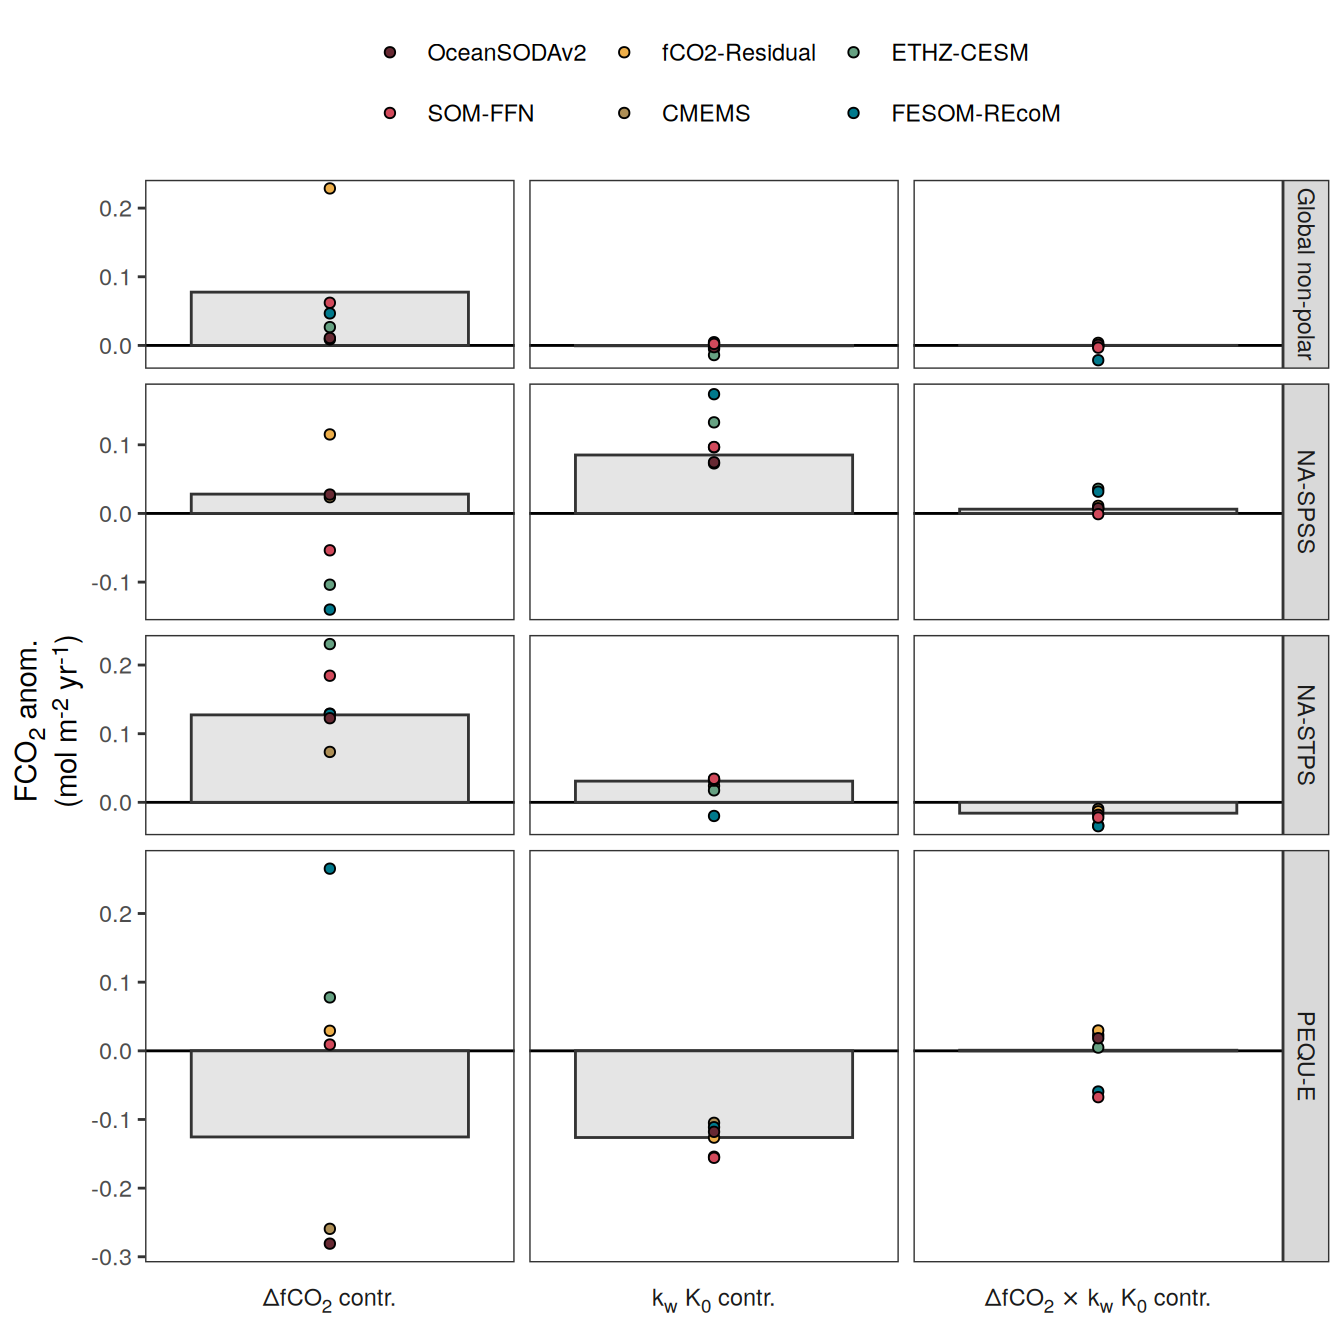 OceanSODAv2 fCO2-Residual ETHZ-CESM
SOM-FFN CMEMS FESOM-REcoM
FCO₂ anom.
(mol m⁻² yr⁻¹)
0.2
0.1
0.0
Global non-polar
0.1
0.0
-0.1
NA-SPSS
0.2
0.1
0.0
NA-STPS
0.2
0.1
0.0
-0.1
-0.2
-0.3
PEQU-E
ΔfCO₂ contr.
k_w K₀ contr.
ΔfCO₂ × k_w K₀ contr.